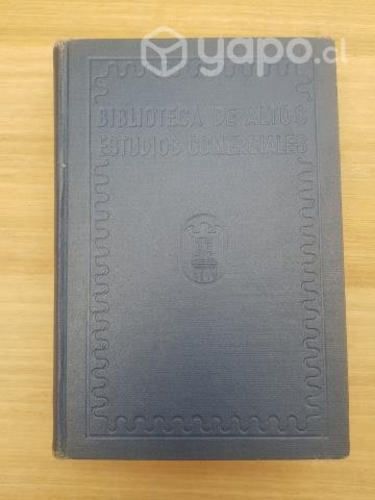 yapo.cl
BIBLIOTECA DE ALTOS
ESTUDIOS COMERCIALES